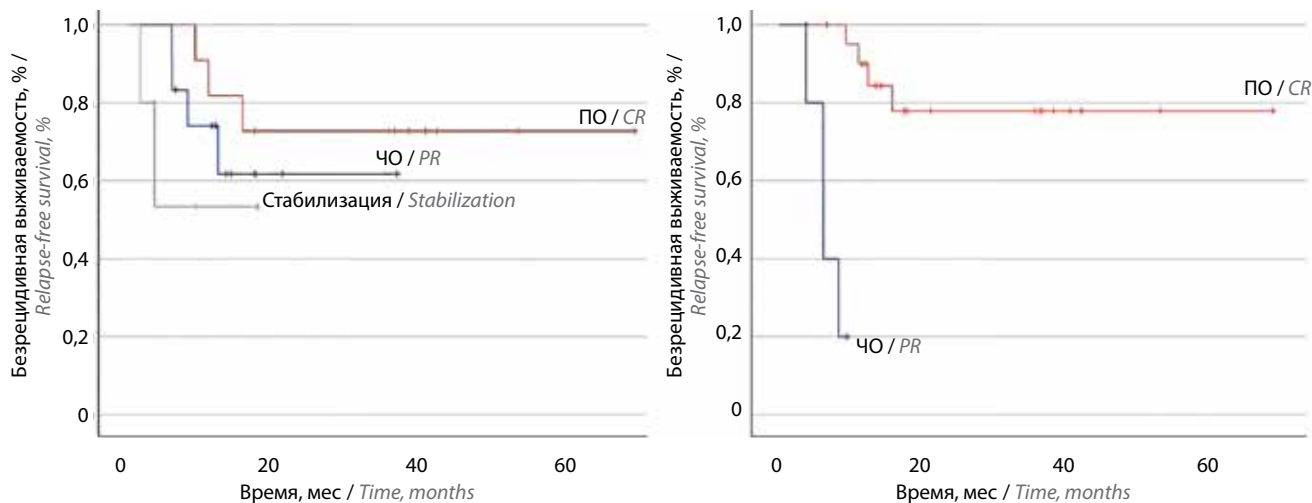 Безрецидивная выживаемость, % /
Relapse-free survival, %
1,0
0,8
0,6
0,4
0,2
0
ПО / CR
ЧО / PR
Стабилизация / Stabilization
0 20 40 60
Время, мес / Time, months
Безрецидивная выживаемость, % /
Relapse-free survival, %
1,0
0,8
0,6
0,4
0,2
0
ПО / CR
ЧО / PR
0 20 40 60
Время, мес / Time, months